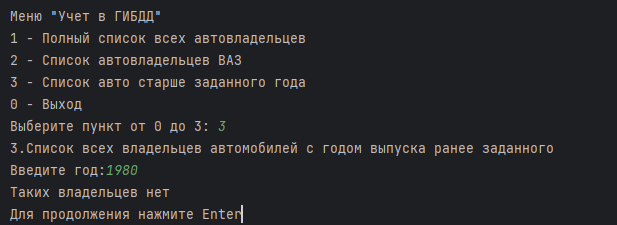 Меню "Учет в ГИБДД"
1 - Полный список всех автовладельцев
2 - Список автовладельцев ВАЗ
3 - Список авто старше заданного года
0 - Выход
Выберите пункт от 0 до 3: 3
3.Список всех владельцев автомобилей с годом выпуска ранее заданного
Введите год:1980
Таких владельцев нет
Для продолжения нажмите Enter